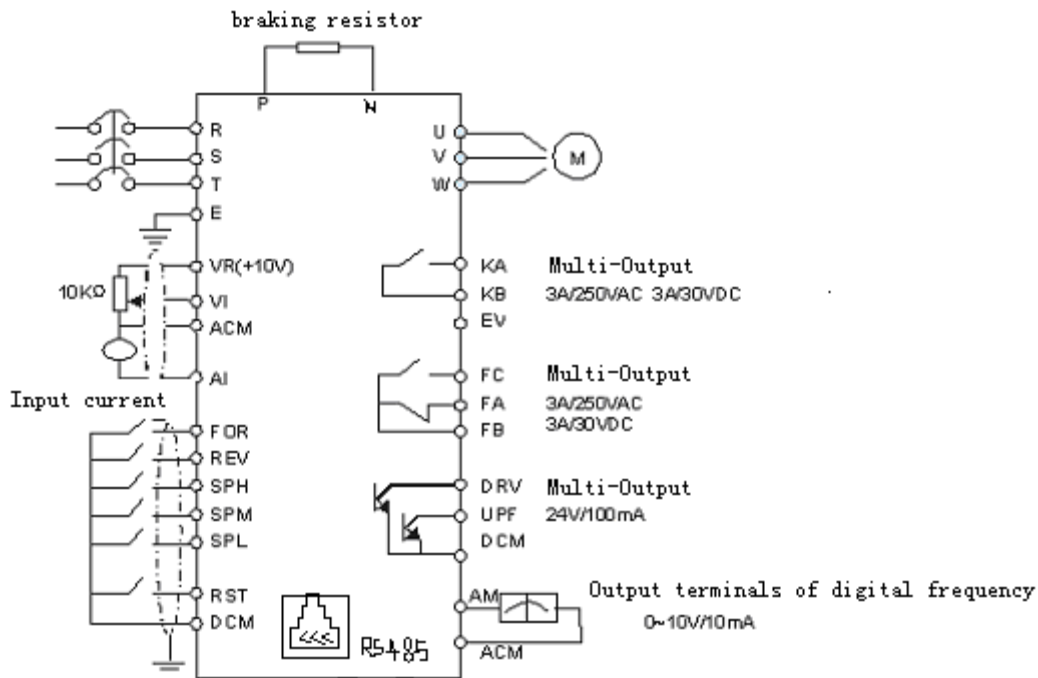 braking resistor
P N
R
S
T
E
U
V
W
M
VR(+10V)
10KΩ
VI
ACM
AI
Input current
KA Multi-Output
KB 3A/250VAC 3A/30VDC
EV
FC Multi-Output
FA 3A/250VAC
FB 3A/30VDC
FOR
REV
SPH
SPM
SPL
RST
DCM
DRV Multi-Output
UPF 24V/100mA
DCM
AM Output terminals of digital frequency
0~10V/10mA
ACM
RS485